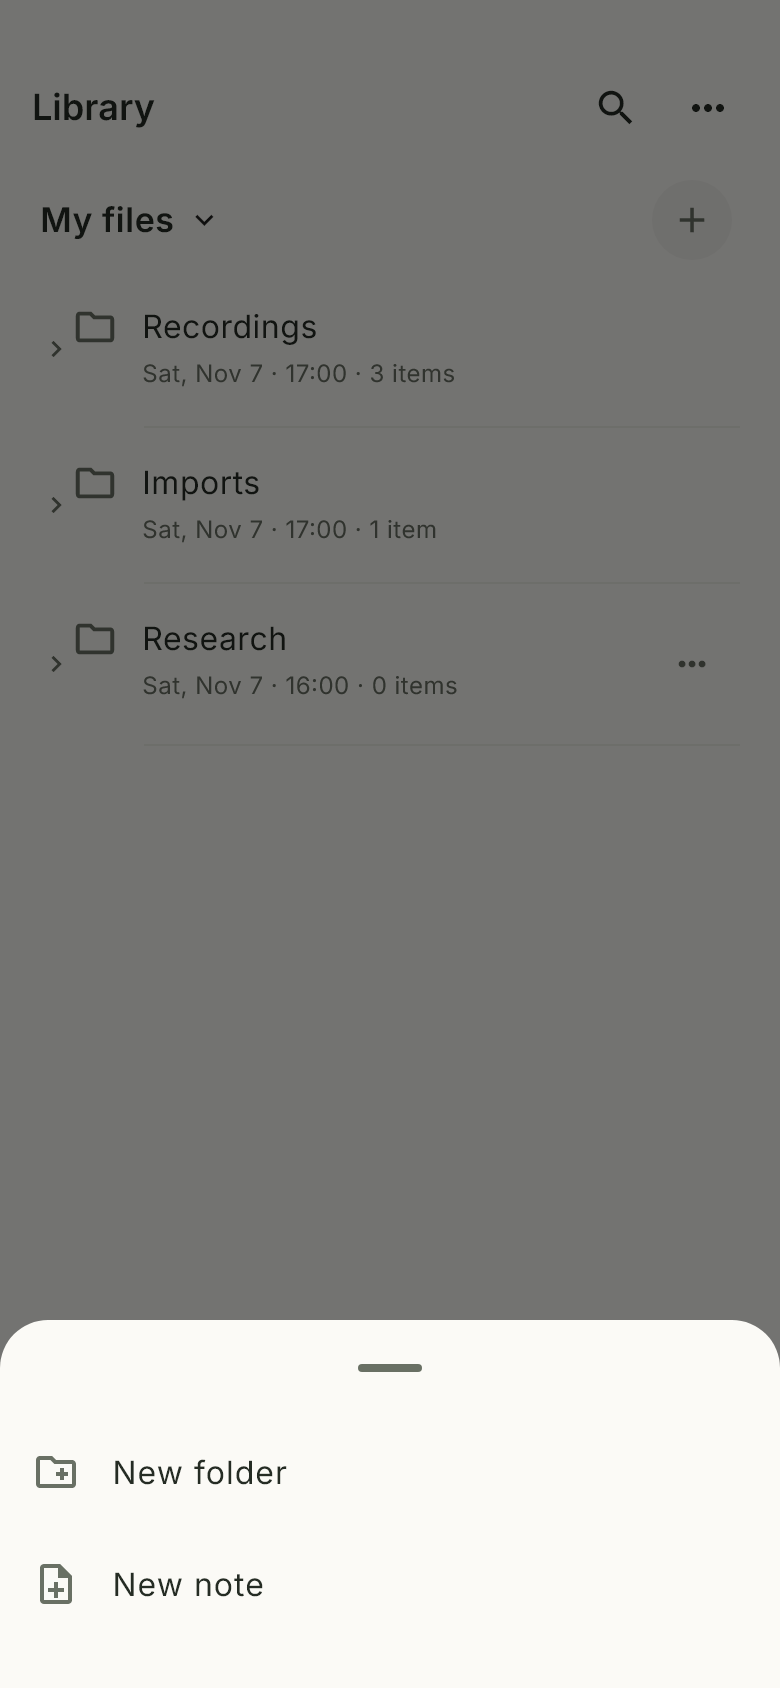 Library
My files
Recordings
Sat, Nov 7 · 17:00 · 3 items
Imports
Sat, Nov 7 · 17:00 · 1 item
Research
Sat, Nov 7 · 16:00 · 0 items
New folder
New note